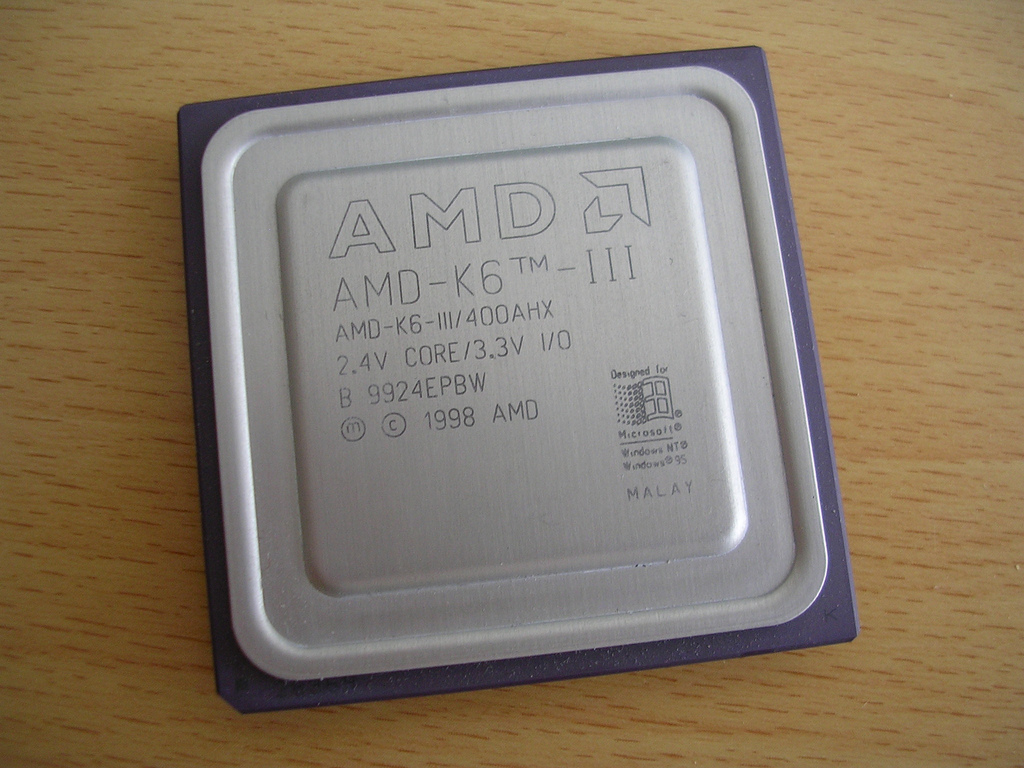 AMD
AMD-K6™-III
AMD-K6-III/400AHX
2.4V CORE/3.3V I/O
B 9924EPBW
ⓜ © 1998 AMD
Designed for
®
Microsoft®
Windows NT®
Windows® 95
MALAY
K